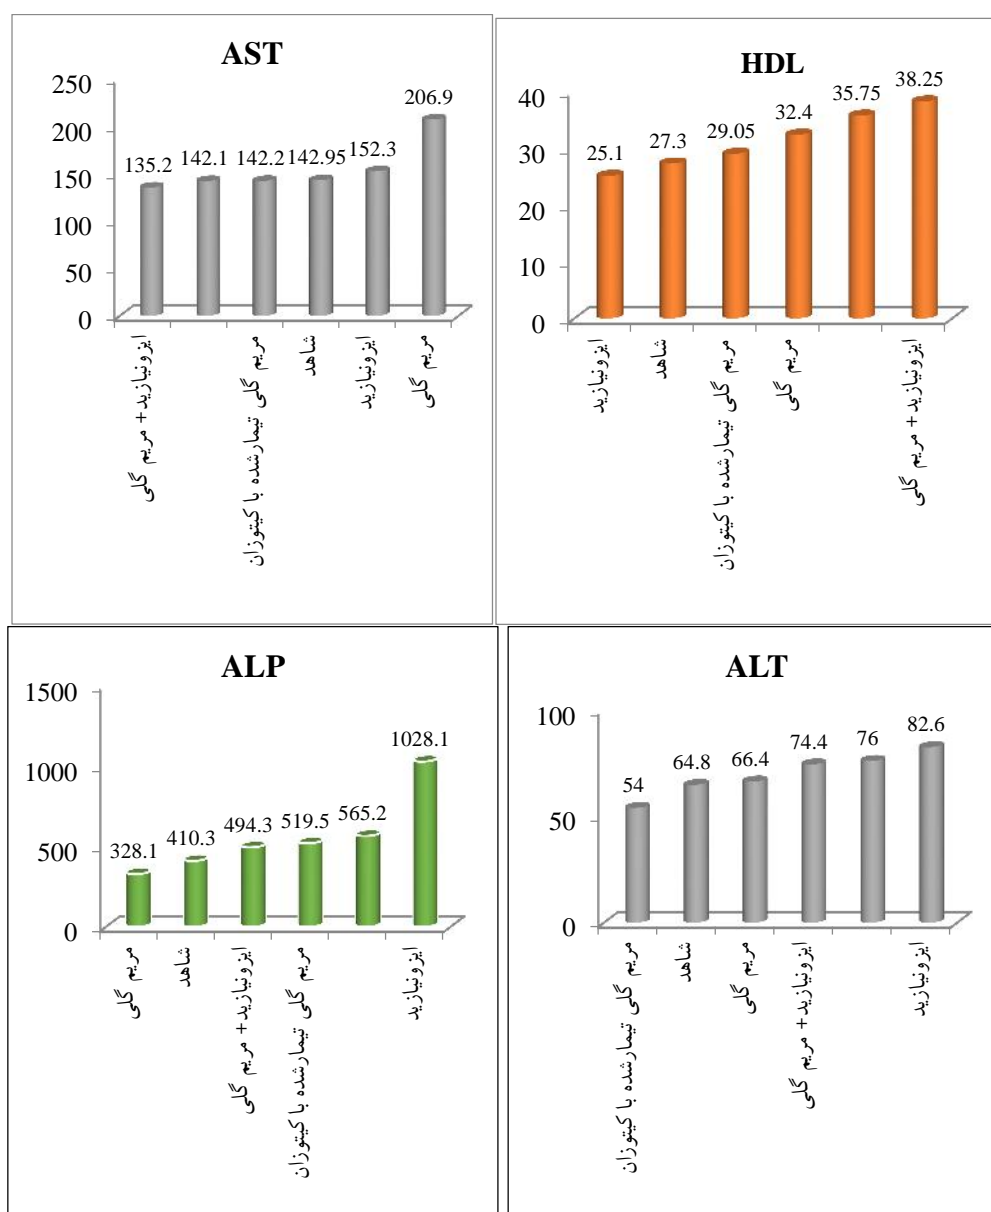 AST
250
200
150
100
50
0
135.2
142.1
142.2
142.95
152.3
206.9
ایزونیازید+ مریم گلی
مریم گلی تیمارشده با کیتوزان
شاهد
ایزونیازید
مریم گلی
HDL
40
30
20
10
0
25.1
27.3
29.05
32.4
35.75
38.25
ایزونیازید
شاهد
مریم گلی تیمارشده با کیتوزان
مریم گلی
ایزونیازید+ مریم گلی
ALP
1500
1000
500
0
328.1
410.3
494.3
519.5
565.2
1028.1
مریم گلی
شاهد
ایزونیازید+ مریم گلی
مریم گلی تیمارشده با کیتوزان
ایزونیازید
ALT
100
50
0
54
64.8
66.4
74.4
76
82.6
مریم گلی تیمارشده با کیتوزان
شاهد
مریم گلی
ایزونیازید+ مریم گلی
ایزونیازید